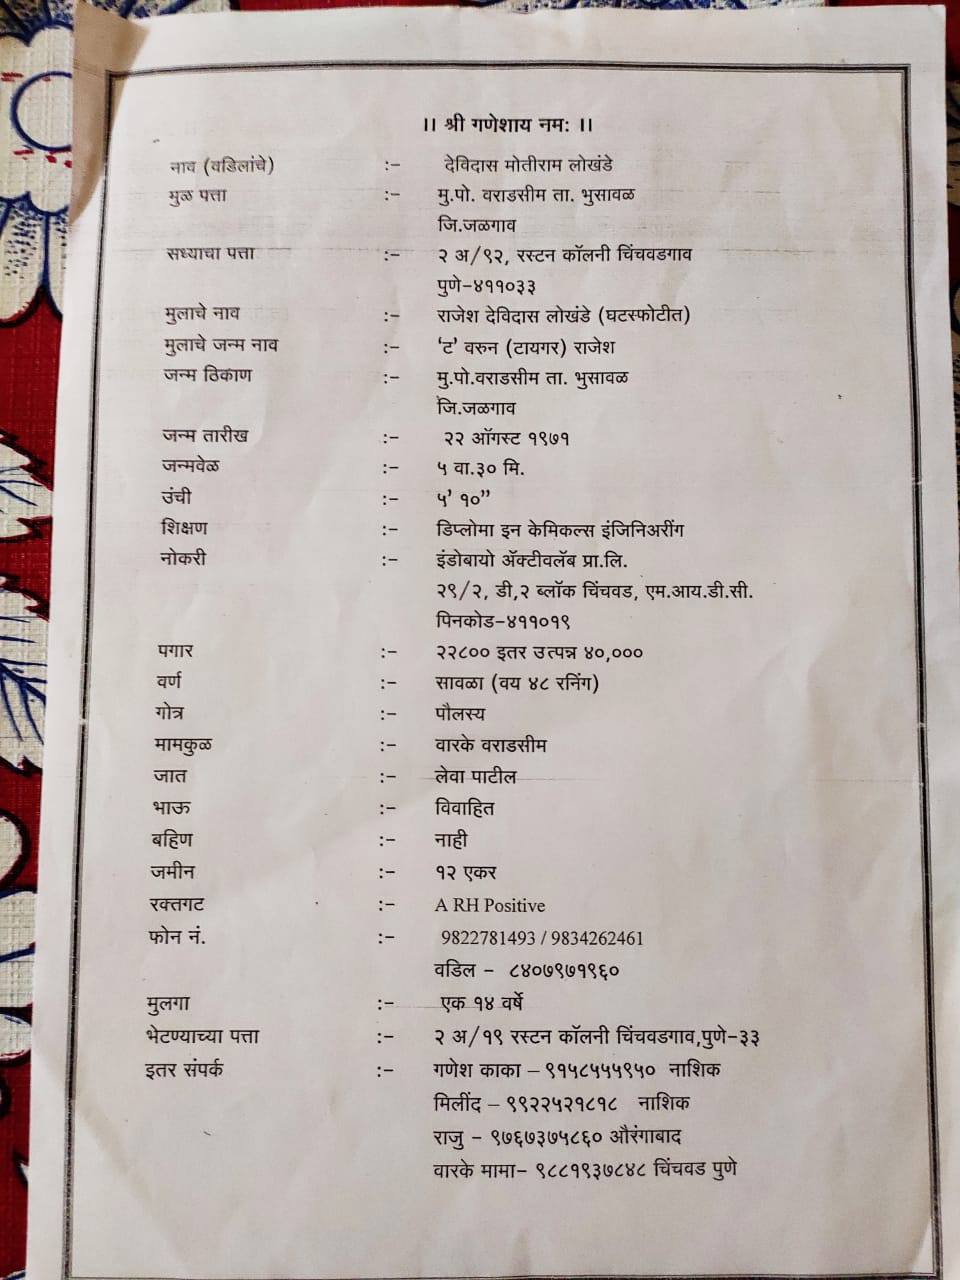 ।। श्री गणेशाय नमः ।।
नाव (वडिलांचे) :- देविदास मोतीराम लोखंडे
मुळ पत्ता :- मु.पो. वराडसीम ता. भुसावळ
जि.जळगाव
सध्याचा पत्ता :- २ अ/९२, रस्टन कॉलनी चिंचवडगाव
पुणे-४११०३३
मुलाचे नाव :- राजेश देविदास लोखंडे (घटस्फोटीत)
मुलाचे जन्म नाव :- ‘ट’ वरुन (टायगर) राजेश
जन्म ठिकाण :- मु.पो.वराडसीम ता. भुसावळ
जि.जळगाव
जन्म तारीख :- २२ ऑगस्ट १९७१
जन्मवेळ :- ५ वा.३० मि.
उंची :- ५’ १०”
शिक्षण :- डिप्लोमा इन केमिकल्स इंजिनिअरींग
नोकरी :- इंडोबायो ॲक्टीवलॅब प्रा.लि.
२९/२, डी,२ ब्लॉक चिंचवड, एम.आय.डी.सी.
पिनकोड-४११०१९
पगार :- २२८०० इतर उत्पन्न ४०,०००
वर्ण :- सावळा (वय ४८ रनिंग)
गोत्र :- पौलस्य
मामकुळ :- वारके वराडसीम
जात :- लेवा पाटील
भाऊ :- विवाहित
बहिण :- नाही
जमीन :- १२ एकर
रक्तगट :- A RH Positive
फोन नं. :- 9822781493 / 9834262461
वडिल - ८४०७९७१९६०
मुलगा :- एक १४ वर्षे
भेटण्याच्या पत्ता :- २ अ/१९ रस्टन कॉलनी चिंचवडगाव,पुणे-३३
इतर संपर्क :- गणेश काका – ९१५८५५५९५० नाशिक
मिलींद – ९९२२५२१८१८ नाशिक
राजु - ९७६७३७५८६० औरंगाबाद
वारके मामा- ९८८१९३७८४८ चिंचवड पुणे